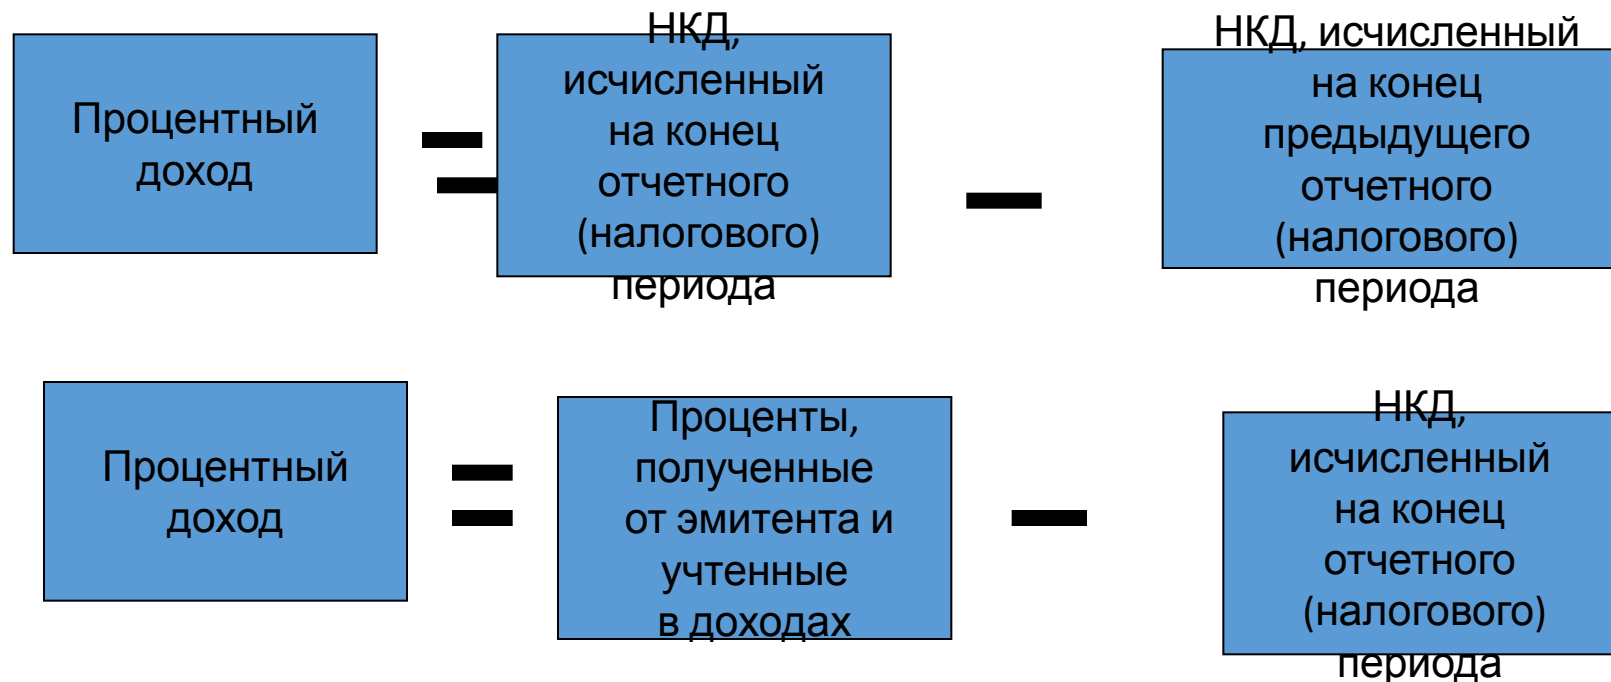 Процентный
доход
НКД,
исчисленный
на конец
отчетного
(налогового)
периода
НКД, исчисленный
на конец
предыдущего
отчетного
(налогового)
периода
Процентный
доход
Проценты,
полученные
от эмитента и
учтенные
в доходах
НКД,
исчисленный
на конец
отчетного
(налогового)
периода